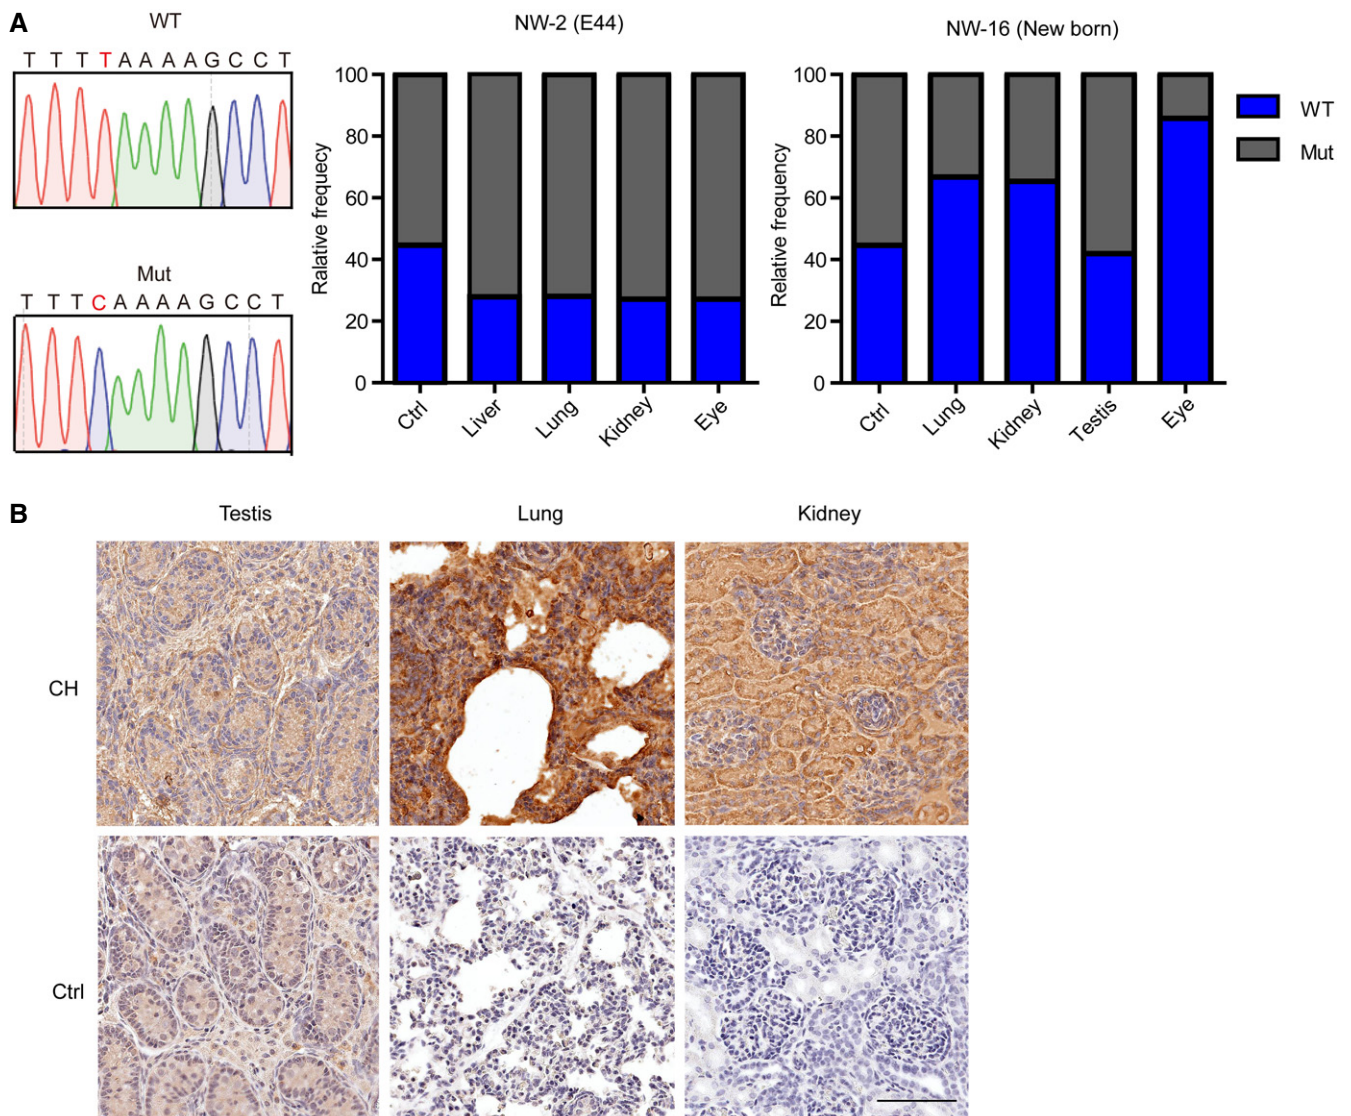 A
WT
T T T T A A A A G C C T
Mut
T T T C A A A A G C C T
NW-2 (E44)
Ralative frequecy
100
80
60
40
20
0
Ctrl
Liver
Lung
Kidney
Eye
NW-16 (New born)
Ralative frequency
100
80
60
40
20
0
Ctrl
Lung
Kidney
Testis
Eye
WT
Mut
B
Testis
Lung
Kidney
CH
Ctrl